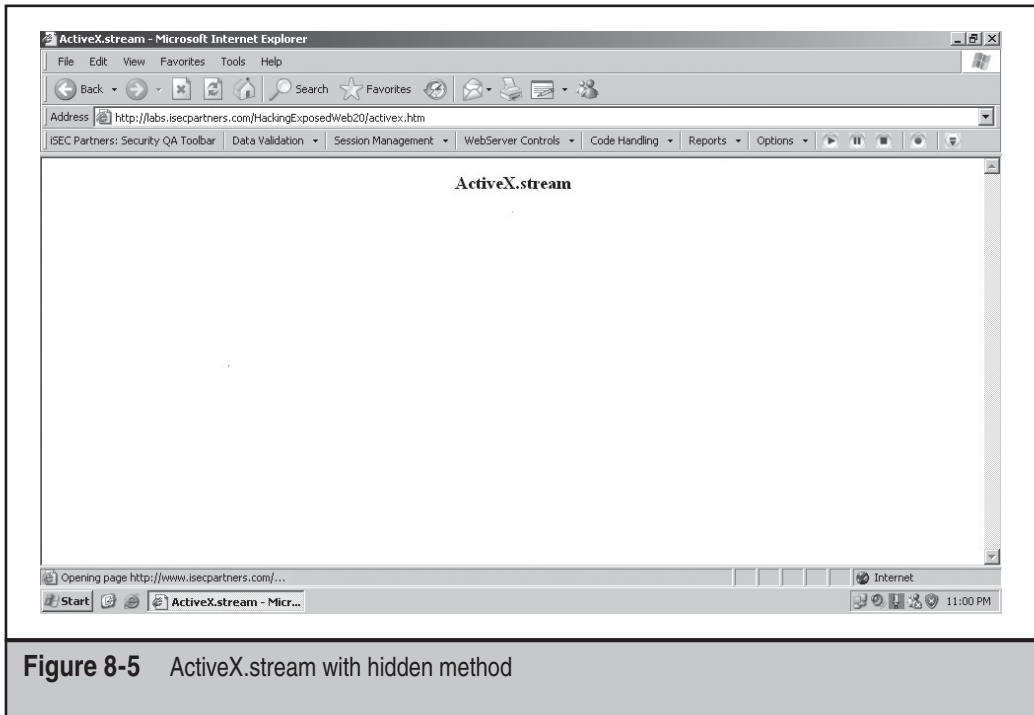 ActiveX.stream - Microsoft Internet Explorer
File Edit View Favorites Tools Help
Back Search Favorites
Address http://labs.isecpartners.com/HackingExposedWeb20/activex.htm
iSEC Partners: Security QA Toolbar Data Validation Session Management WebServer Controls Code Handling Reports Options
ActiveX.stream
Opening page http://www.isecpartners.com/... Internet
Start ActiveX.stream - Micr... 11:00 PM
Figure 8-5 ActiveX.stream with hidden method